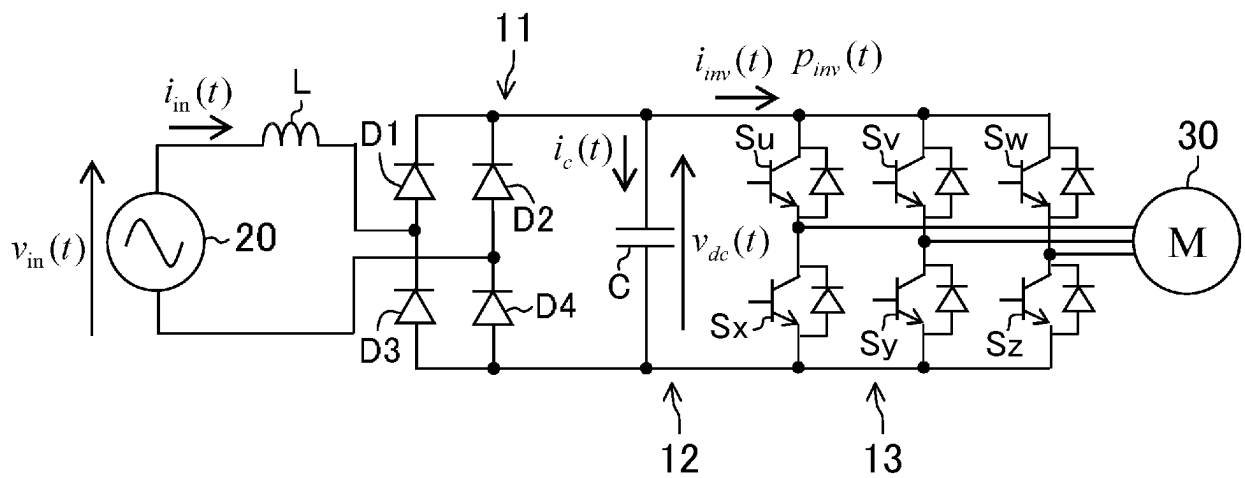 11
i_in(t)
L
i_inv(t) p_inv(t)
D1
D2
i_c(t)
Su
Sv
Sw
30
v_in(t)
20
C
v_dc(t)
M
D3
D4
Sx
Sy
Sz
12
13